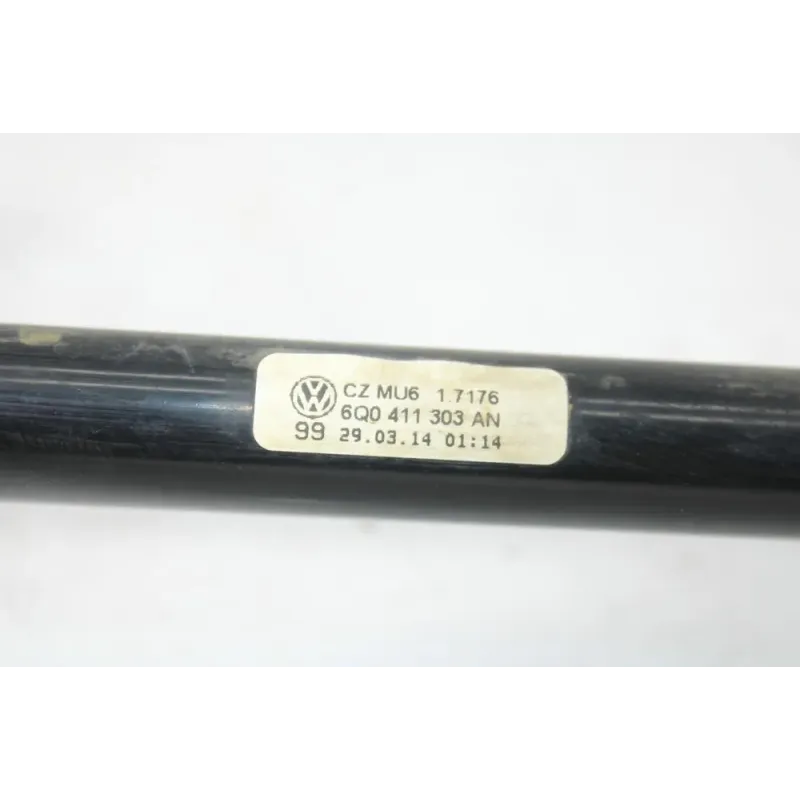 CZ MU6 1.7176
6Q0 411 303 AN
99 29.03.14 01:14